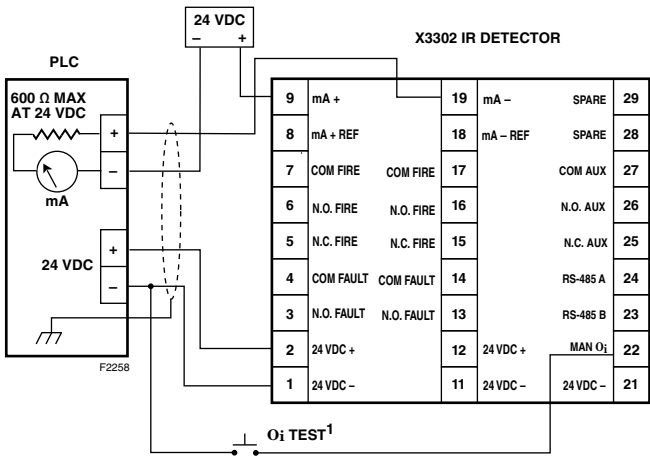 24 VDC
– +
X3302 IR DETECTOR
PLC
600 Ω MAX
AT 24 VDC
+
–
mA
24 VDC
+
–
F2258
9 mA + 19 mA – SPARE 29
8 mA + REF 18 mA – REF SPARE 28
7 COM FIRE COM FIRE 17 COM AUX 27
6 N.O. FIRE N.O. FIRE 16 N.O. AUX 26
5 N.C. FIRE N.C. FIRE 15 N.C. AUX 25
4 COM FAULT COM FAULT 14 RS-485 A 24
3 N.O. FAULT N.O. FAULT 13 RS-485 B 23
2 24 VDC + 12 24 VDC + MAN Oi 22
1 24 VDC – 11 24 VDC – 24 VDC – 21
Oi TEST1